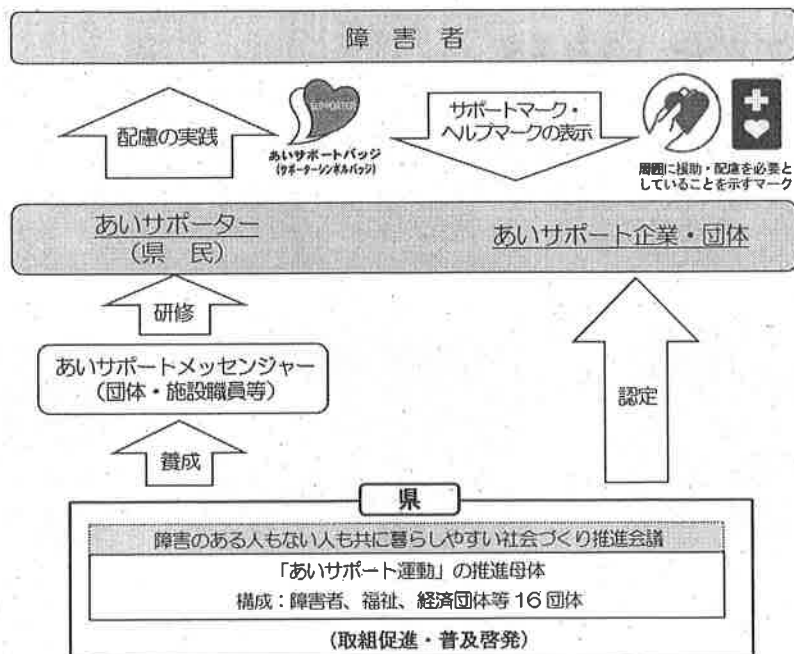 障害者
配慮の実践
SUPPORTER
あいサポートバッジ
(サポーターシンボルバッジ)
サポートマーク・
ヘルプマークの表示
周囲に援助・配慮を必要と
していることを示すマーク
あいサポーター
(県 民)
あいサポート企業・団体
研修
あいサポートメッセンジャー
(団体・施設職員等)
認定
養成
県
障害のある人もない人も共に暮らしやすい社会づくり推進会議
「あいサポート運動」の推進母体
構成：障害者、福祉、経済団体等16団体
(取組促進・普及啓発)